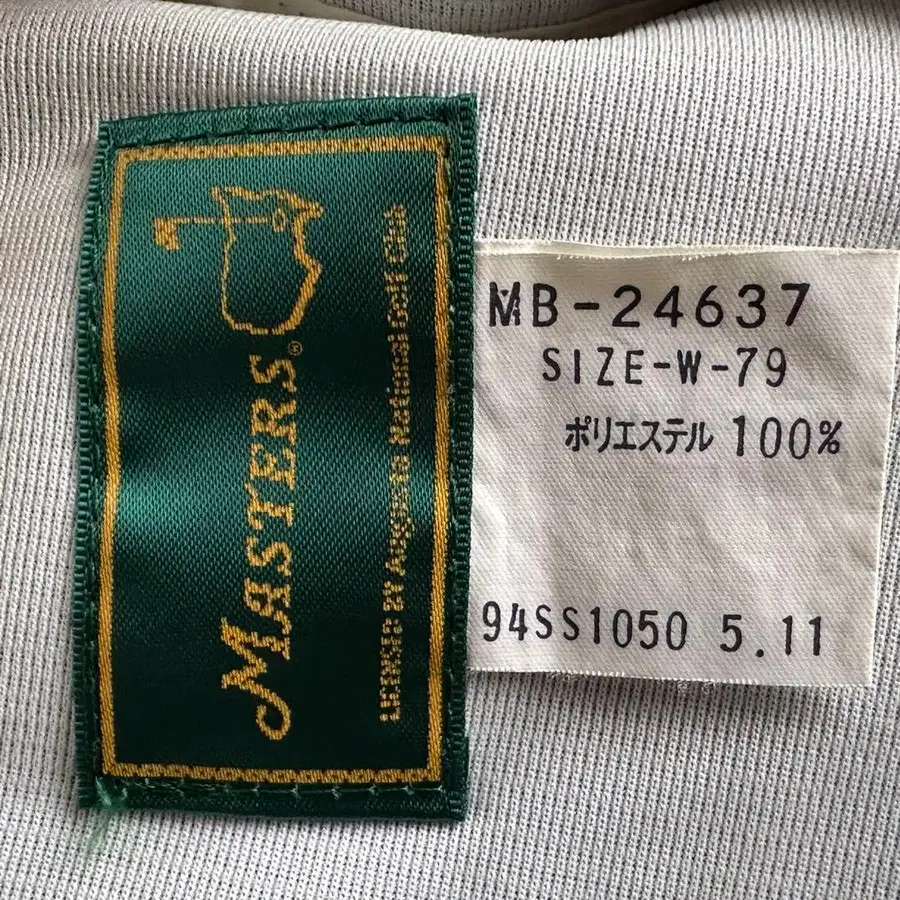 MASTERS®
LICENSED BY Augusta National Golf Club
MB-24637
SIZE-W-79
ポリエステル 100%
94SS1050 5.11